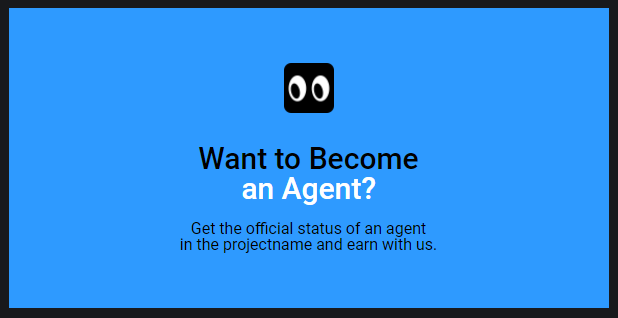 Want to Become
an Agent?
Get the official status of an agent
in the projectname and earn with us.